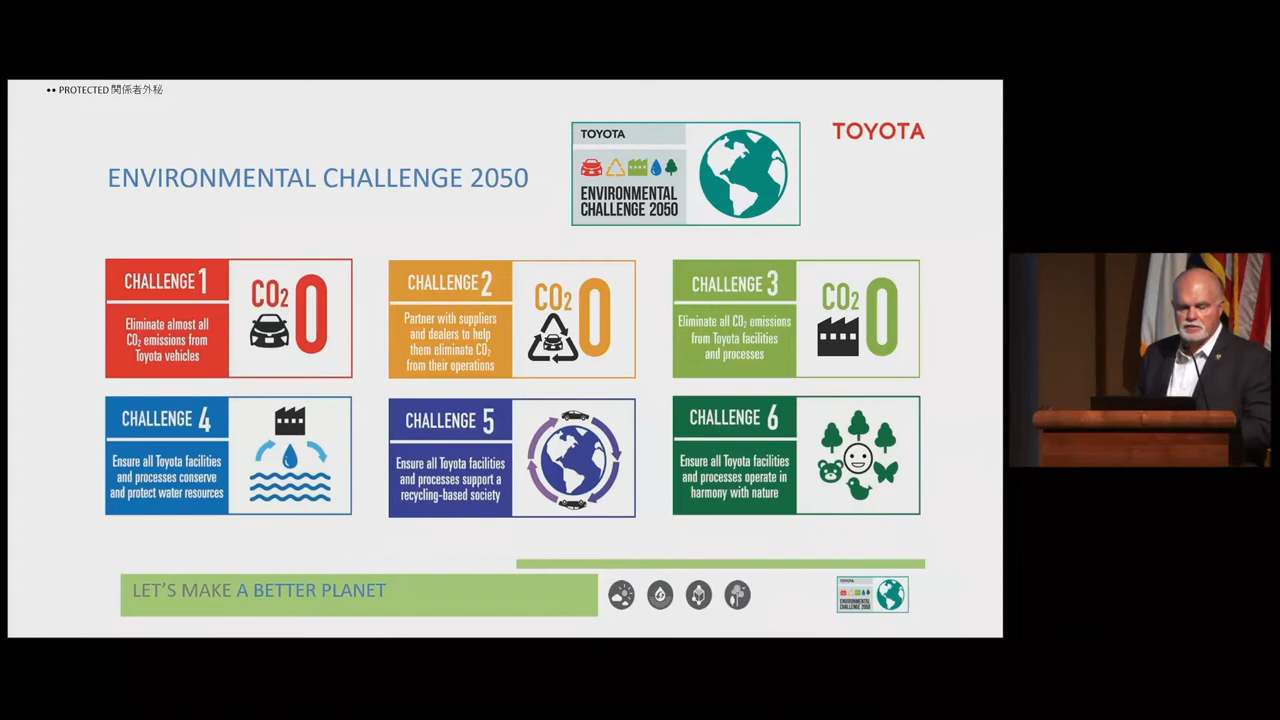 •• PROTECTED 関係者外秘
TOYOTA
ENVIRONMENTAL
CHALLENGE 2050
TOYOTA
ENVIRONMENTAL CHALLENGE 2050
CHALLENGE 1
Eliminate almost all
CO₂ emissions from
Toyota vehicles
CO₂ 0
CHALLENGE 2
Partner with suppliers
and dealers to help
them eliminate CO₂
from their operations
CO₂ 0
CHALLENGE 3
Eliminate all CO₂ emissions
from Toyota facilities
and processes
CO₂ 0
CHALLENGE 4
Ensure all Toyota facilities
and processes conserve
and protect water resources
CHALLENGE 5
Ensure all Toyota facilities
and processes support a
recycling-based society
CHALLENGE 6
Ensure all Toyota facilities
and processes operate in
harmony with nature
LET'S MAKE A BETTER PLANET
TOYOTA
ENVIRONMENTAL
CHALLENGE 2050